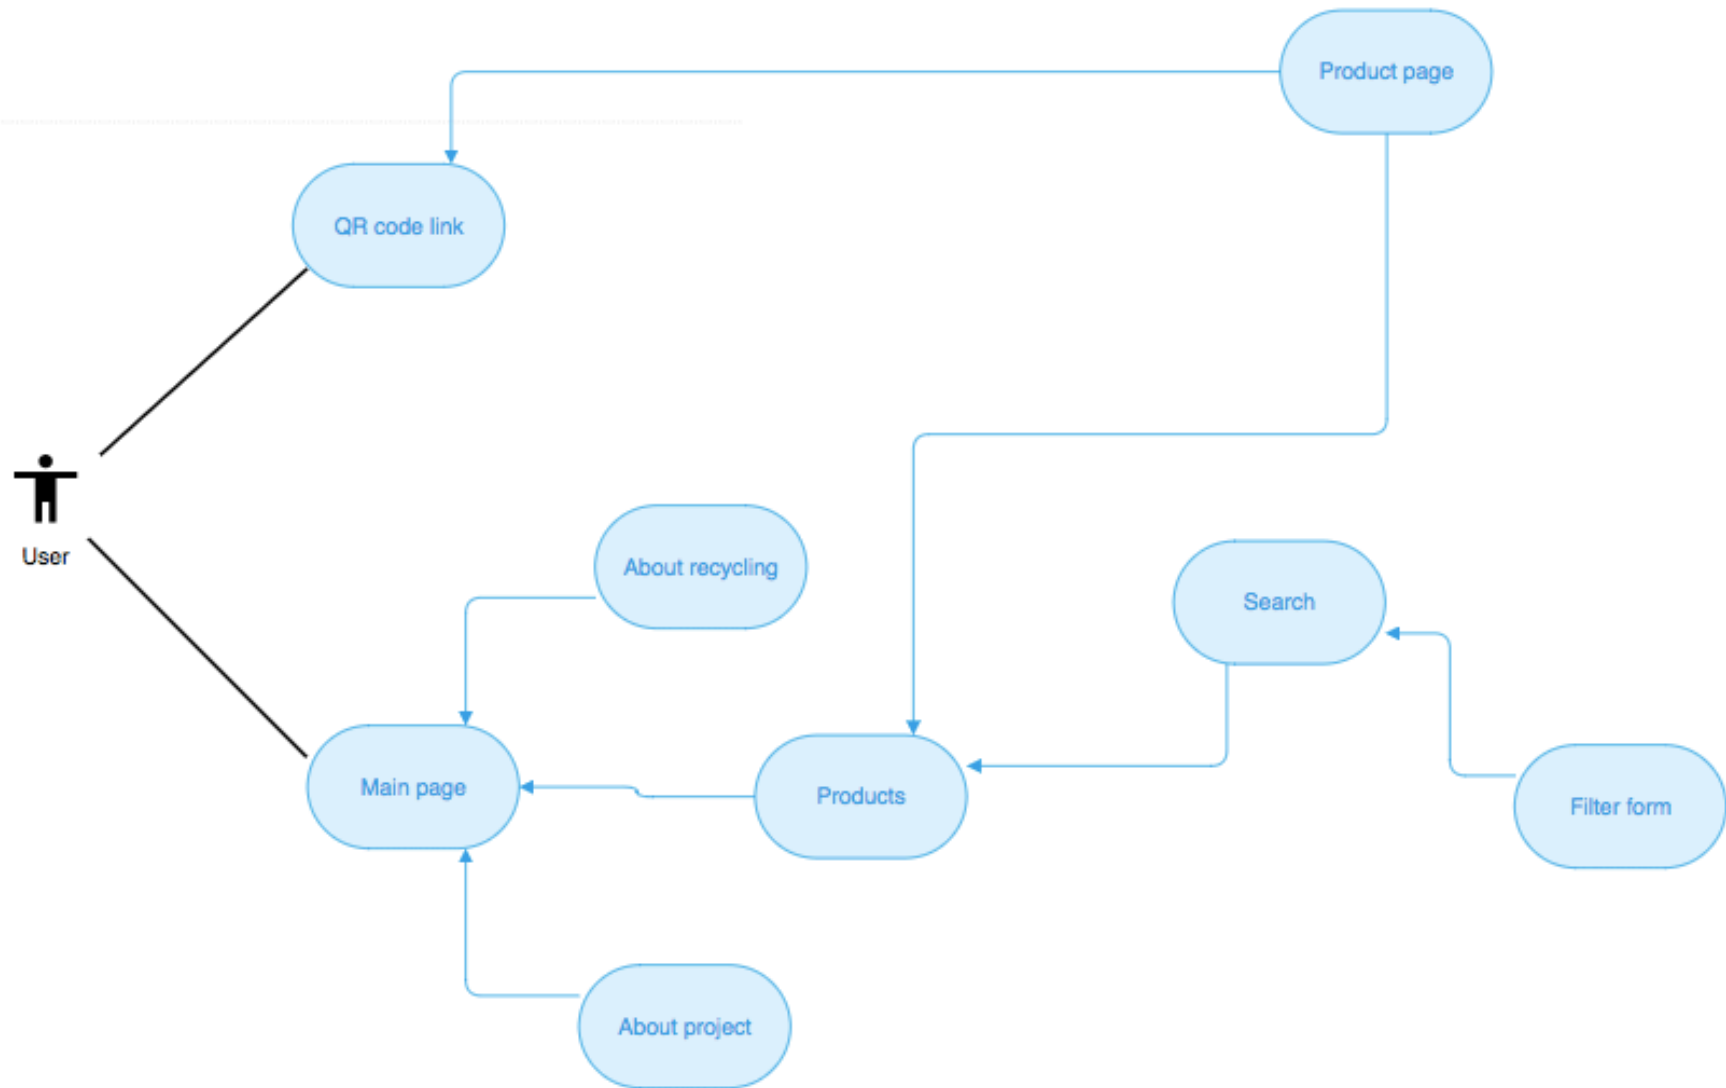 Product page
QR code link
User
About recycling
Search
Main page
Products
Filter form
About project